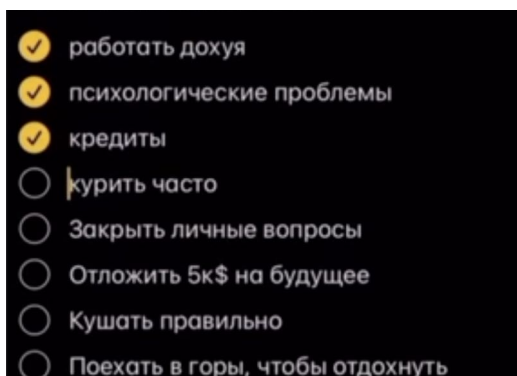 работать дохуя
психологические проблемы
кредиты
курить часто
Закрыть личные вопросы
Отложить 5к$ на будущее
Кушать правильно
Поехать в горы, чтобы отдохнуть